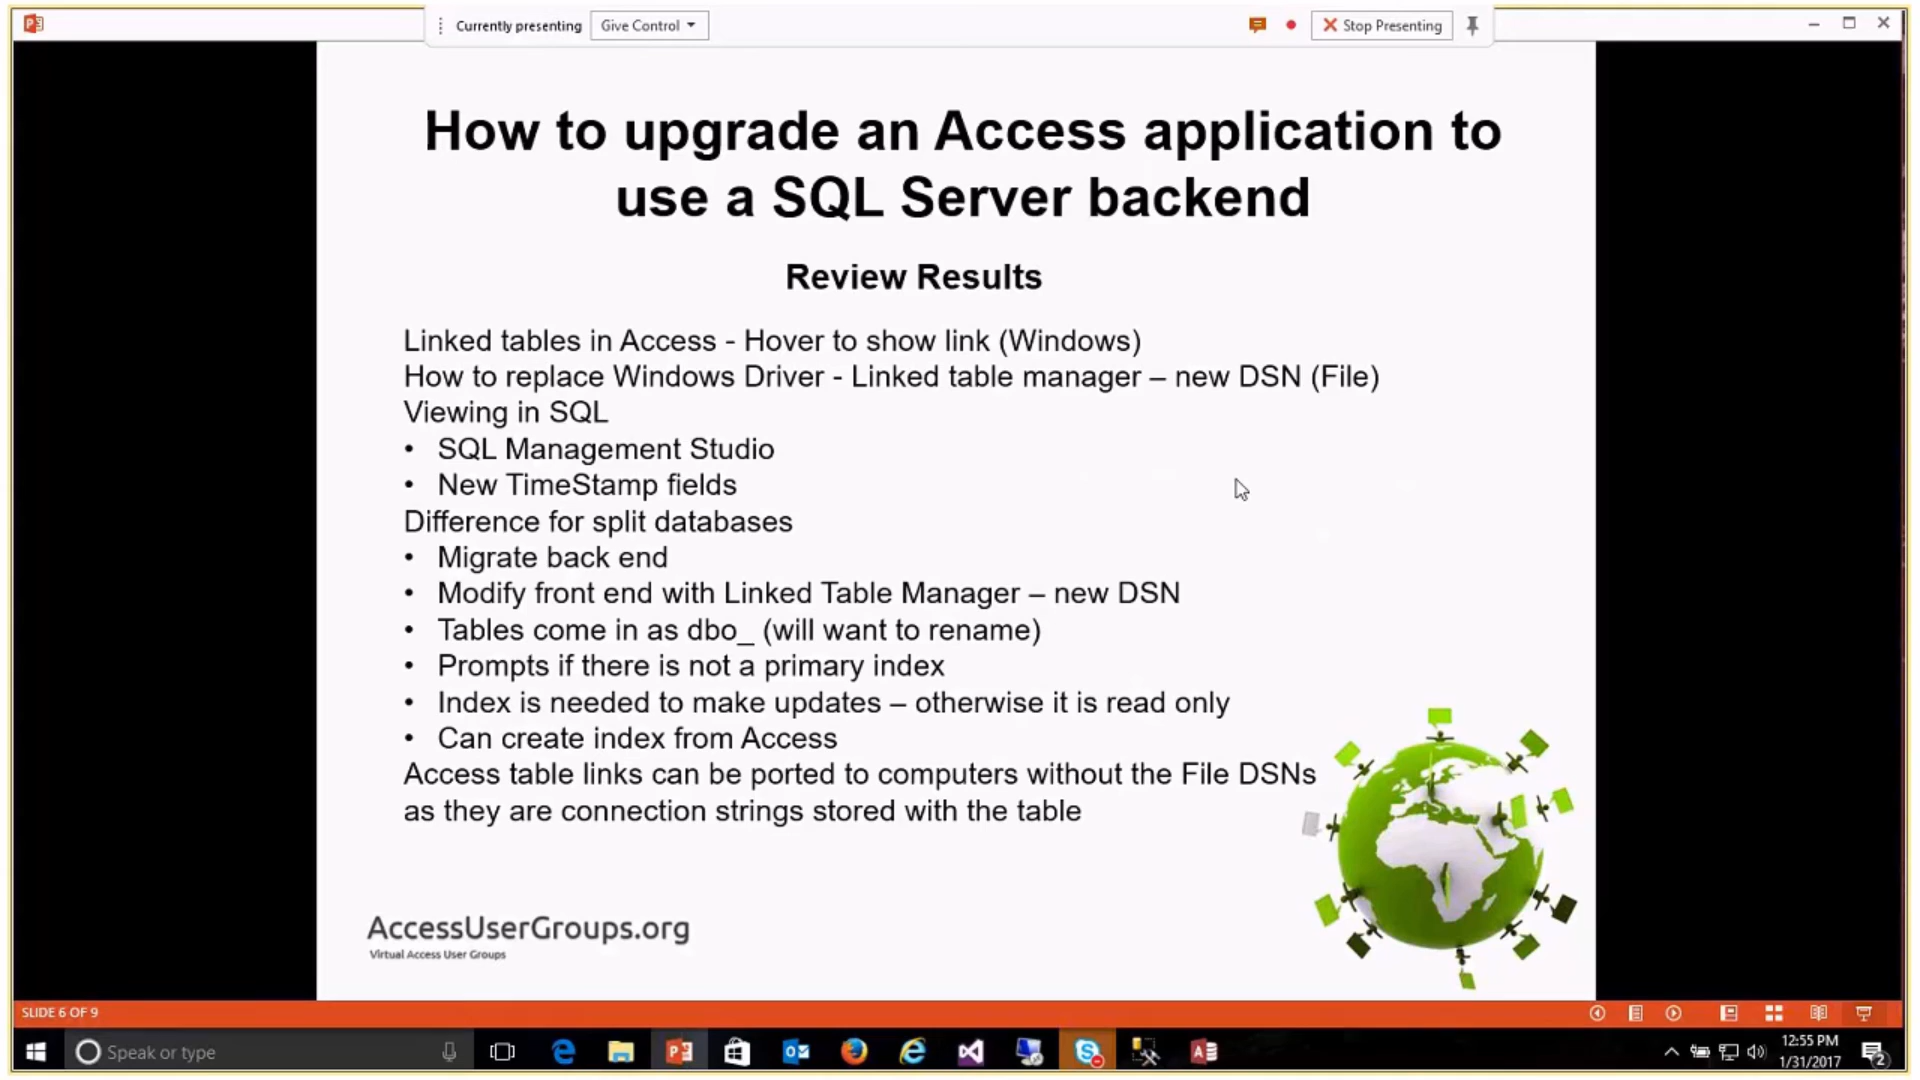 Currently presenting
Give Control
Stop Presenting
How to upgrade an Access application to
use a SQL Server backend
Review Results
Linked tables in Access - Hover to show link (Windows)
How to replace Windows Driver - Linked table manager – new DSN (File)
Viewing in SQL
• SQL Management Studio
• New TimeStamp fields
Difference for split databases
• Migrate back end
• Modify front end with Linked Table Manager – new DSN
• Tables come in as dbo_ (will want to rename)
• Prompts if there is not a primary index
• Index is needed to make updates – otherwise it is read only
• Can create index from Access
Access table links can be ported to computers without the File DSNs
as they are connection strings stored with the table
AccessUserGroups.org
Virtual Access User Groups
SLIDE 6 OF 9
Speak or type
12:55 PM
1/31/2017
2